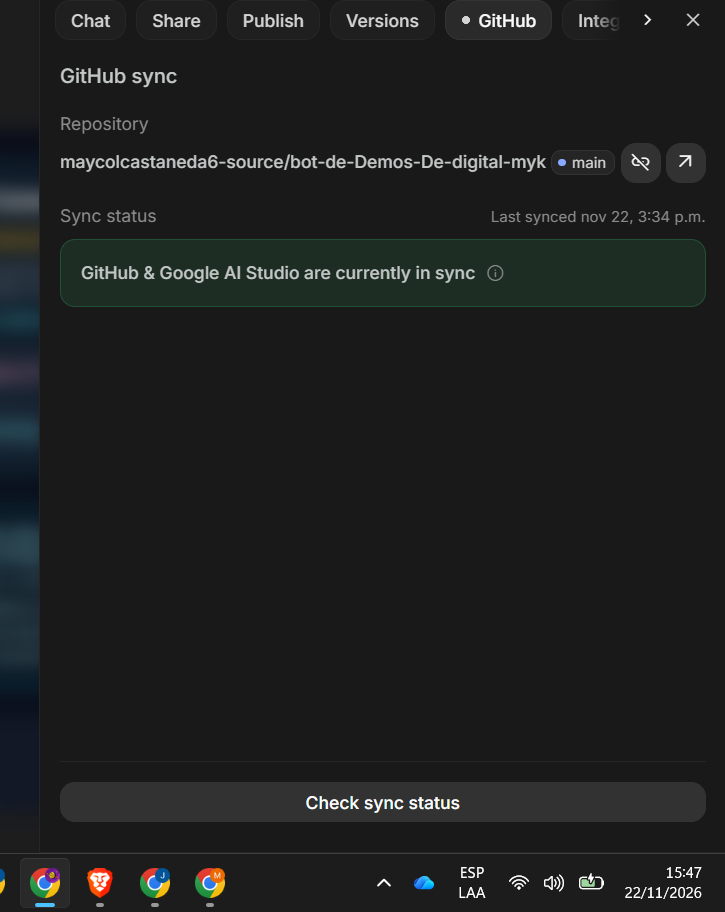 Chat Share Publish Versions GitHub Integ
GitHub sync
Repository
maycolcastaneda6-source/bot-de-Demos-De-digital-myk main
Sync status Last synced nov 22, 3:34 p.m.
GitHub & Google AI Studio are currently in sync
Check sync status
J M
ESP 15:47
LAA 22/11/2026